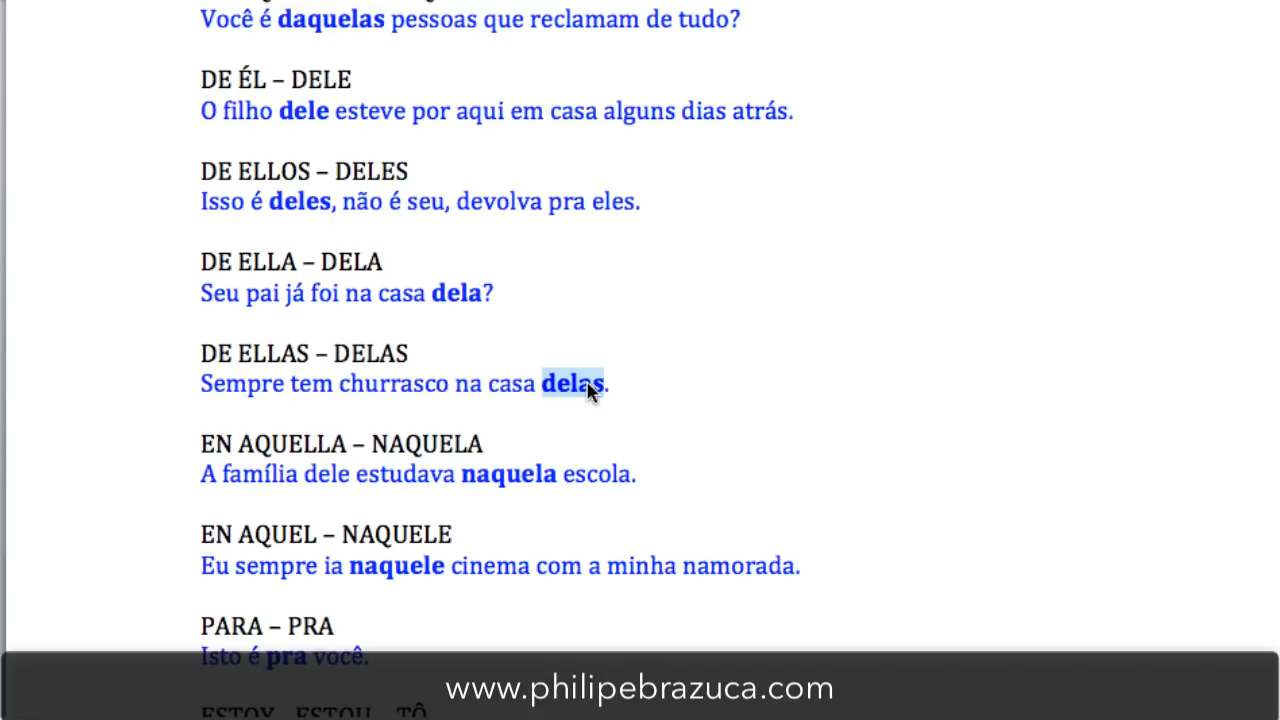 Você é daquelas pessoas que reclamam de tudo?
DE ÉL – DELE
O filho dele esteve por aqui em casa alguns dias atrás.
DE ELLOS – DELES
Isso é deles, não é seu, devolva pra eles.
DE ELLA – DELA
Seu pai já foi na casa dela?
DE ELLAS – DELAS
Sempre tem churrasco na casa delas.
EN AQUELLA – NAQUELA
A família dele estudava naquela escola.
EN AQUEL – NAQUELE
Eu sempre ia naquele cinema com a minha namorada.
PARA – PRA
Isto é pra você.
www.philipebrazuca.com
ESTOY – ESTOU – TÔ